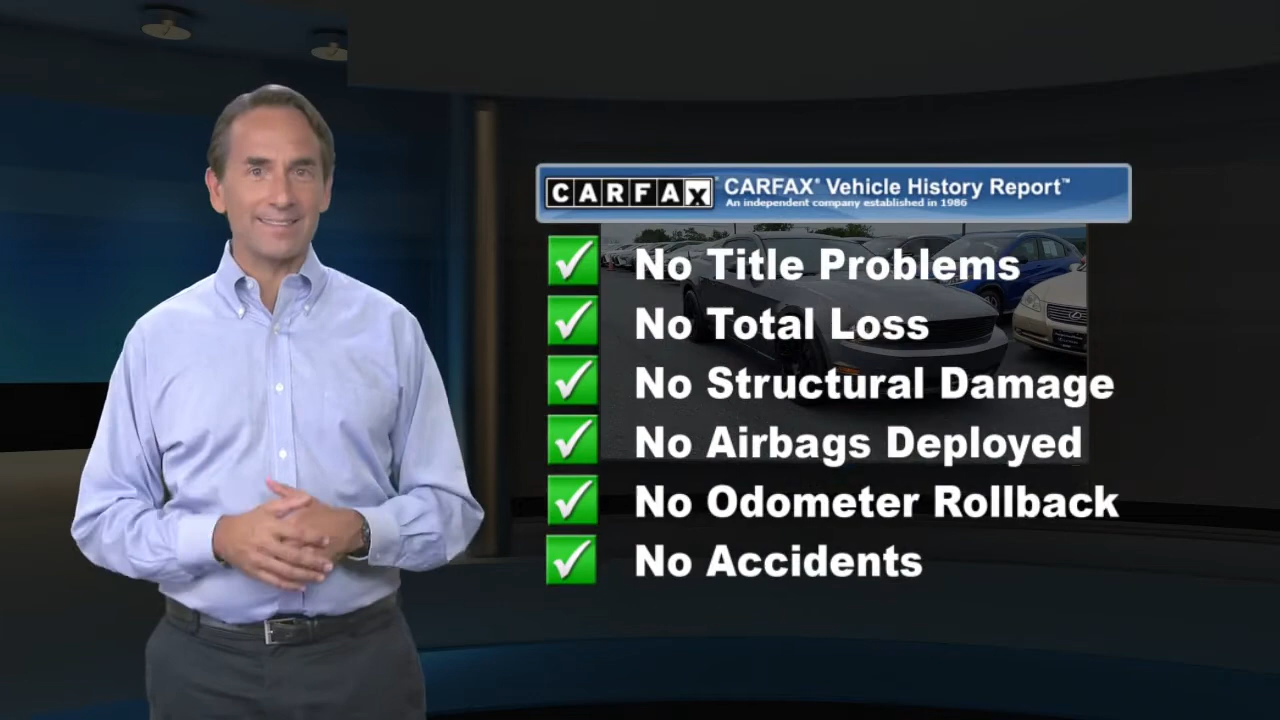 CARFAX
CARFAX® Vehicle History Report™
An independent company established in 1986
No Title Problems
No Total Loss
No Structural Damage
No Airbags Deployed
No Odometer Rollback
No Accidents